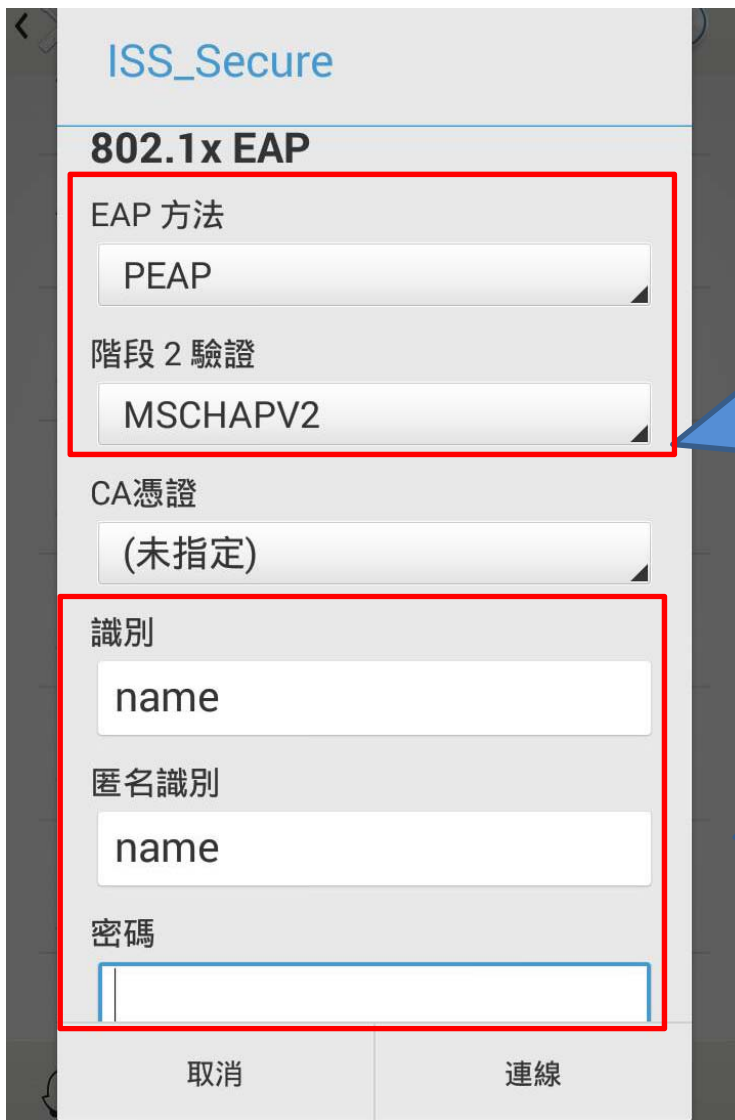 ISS_Secure
802.1x EAP
EAP 方法
PEAP
階段 2 驗證
MSCHAPV2
CA憑證
(未指定)
識別
name
匿名識別
name
密碼
取消
連線